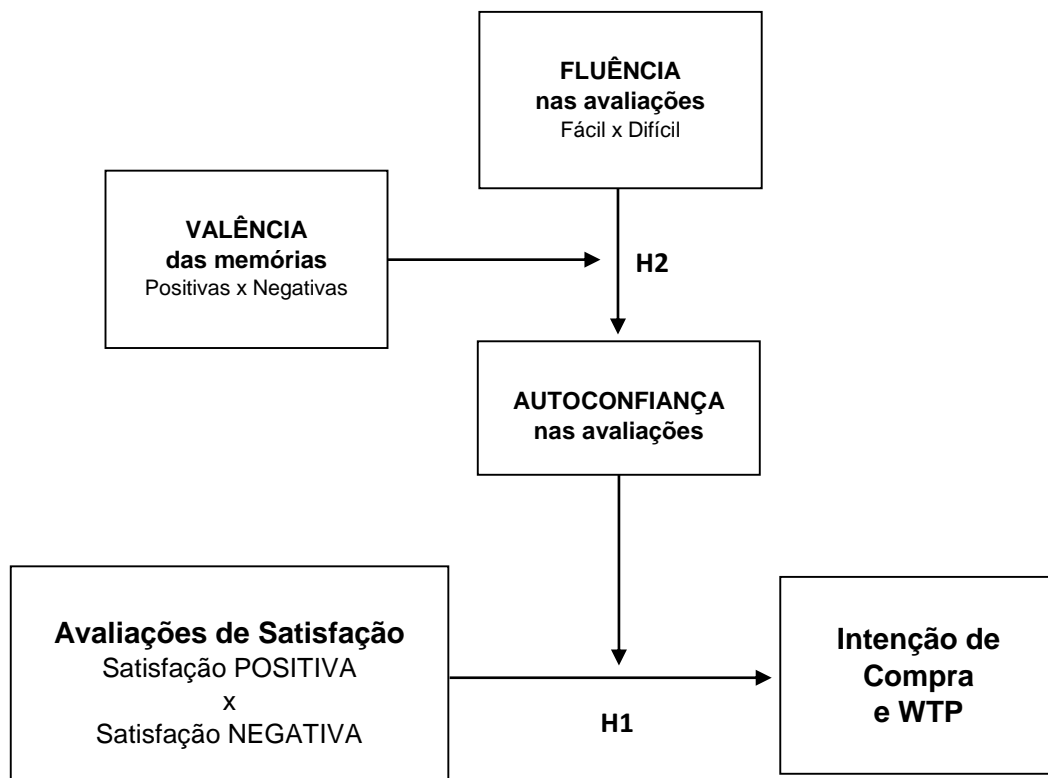 FLUÊNCIA
nas avaliações
Fácil x Difícil
VALÊNCIA
das memórias
Positivas x Negativas
H2
AUTOCONFIANÇA
nas avaliações
Avaliações de Satisfação
Satisfação POSITIVA
x
Satisfação NEGATIVA
H1
Intenção de
Compra
e WTP